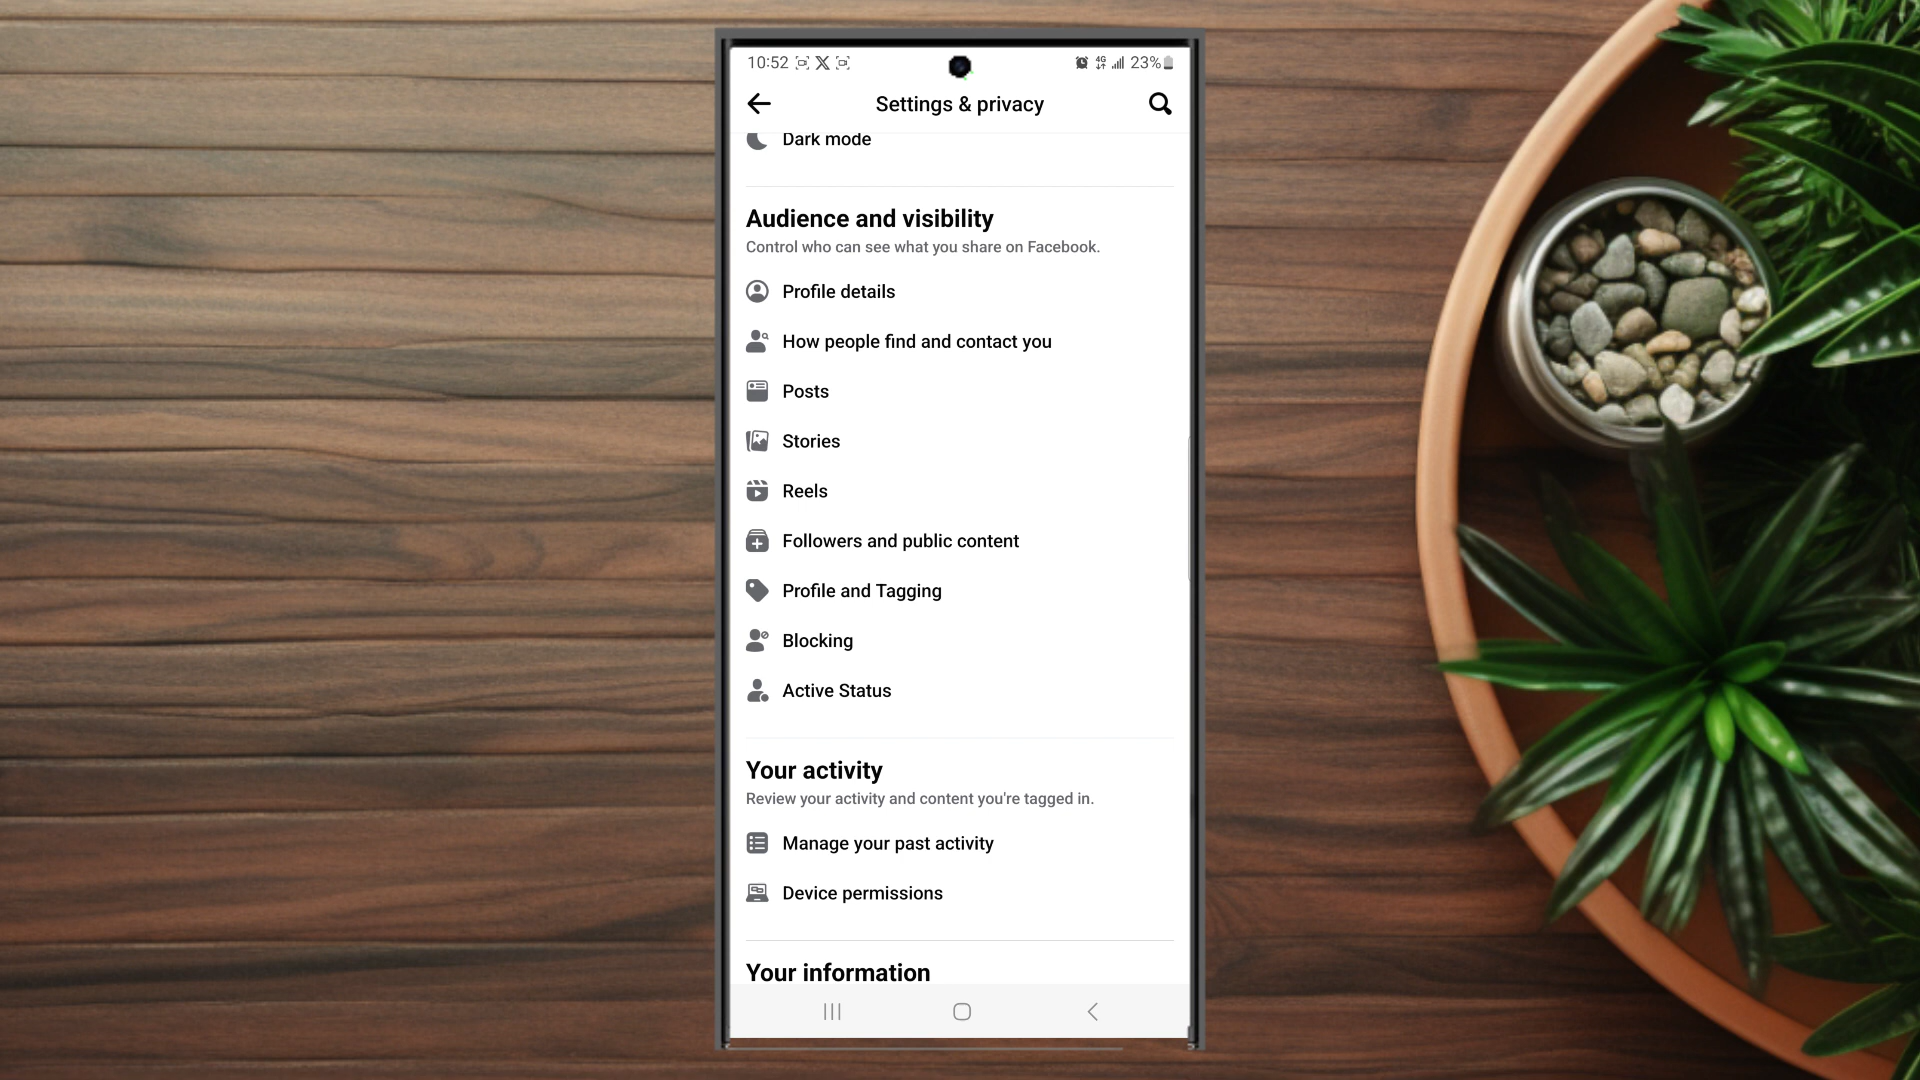 10:52
4G
23%
Settings & privacy
Dark mode
Audience and visibility
Control who can see what you share on Facebook.
Profile details
How people find and contact you
Posts
Stories
Reels
Followers and public content
Profile and Tagging
Blocking
Active Status
Your activity
Review your activity and content you're tagged in.
Manage your past activity
Device permissions
Your information